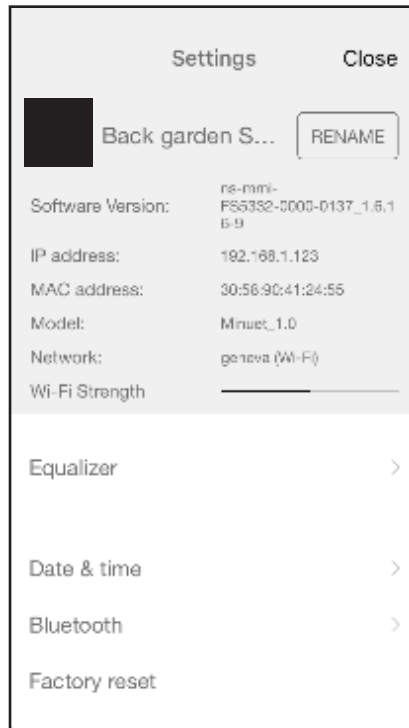 Settings Close
Back garden S... RENAME
Software Version: ns-mmi-
FS5332-0000-0137_1.6.1
6-9
IP address: 192.168.1.123
MAC address: 30:56:90:41:24:55
Model: Minuet_1.0
Network: geneva (Wi-Fi)
Wi-Fi Strength
Equalizer
Date & time
Bluetooth
Factory reset